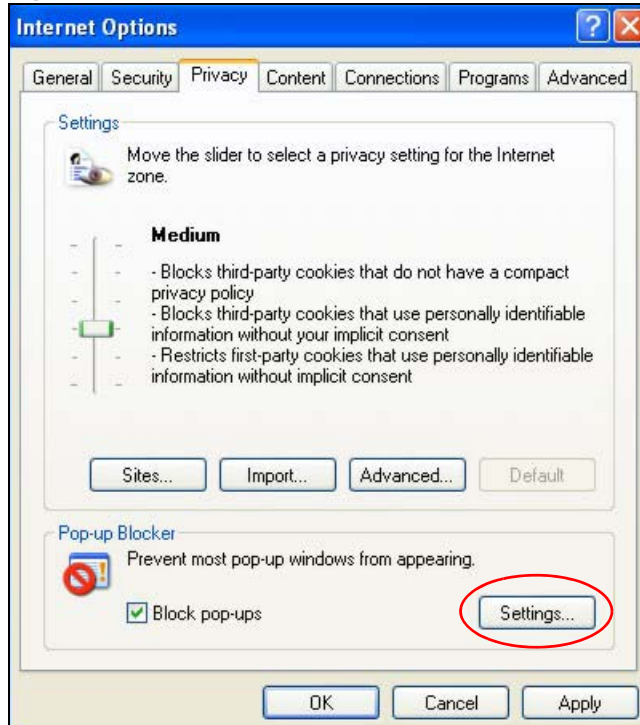 Internet Options
General Security Privacy Content Connections Programs Advanced
Settings
Move the slider to select a privacy setting for the Internet
zone.
Medium
- Blocks third-party cookies that do not have a compact
privacy policy
- Blocks third-party cookies that use personally identifiable
information without your implicit consent
- Restricts first-party cookies that use personally identifiable
information without implicit consent
Sites... Import... Advanced... Default
Pop-up Blocker
Prevent most pop-up windows from appearing.
Block pop-ups Settings...
OK Cancel Apply